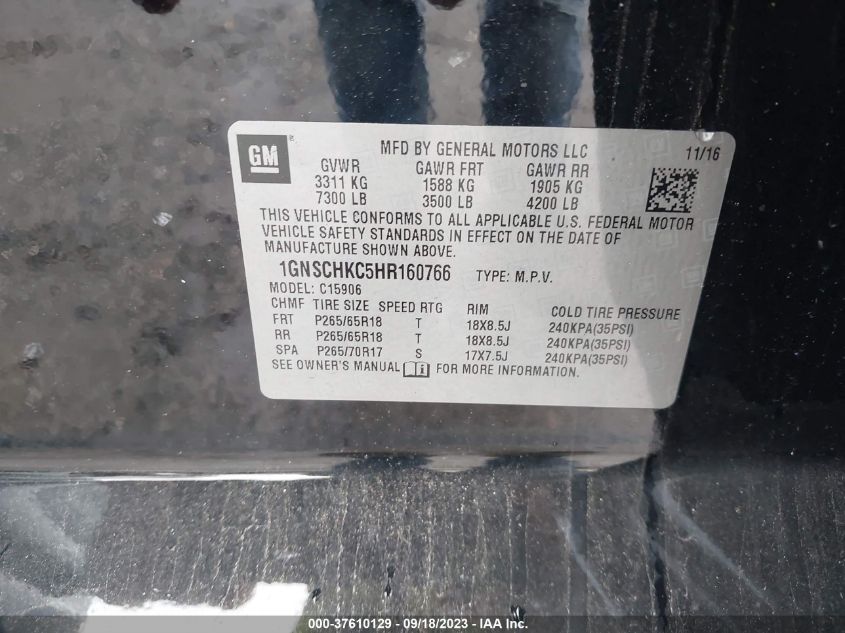 GM ®
MFD BY GENERAL MOTORS LLC 11/16
GVWR GAWR FRT GAWR RR
3311 KG 1588 KG 1905 KG
7300 LB 3500 LB 4200 LB
THIS VEHICLE CONFORMS TO ALL APPLICABLE U.S. FEDERAL MOTOR
VEHICLE SAFETY STANDARDS IN EFFECT ON THE DATE OF
MANUFACTURE SHOWN ABOVE.
1GNSCHKC5HR160766 TYPE: M.P.V.
MODEL: C15906
CHMF TIRE SIZE SPEED RTG RIM COLD TIRE PRESSURE
FRT P265/65R18 T 18X8.5J 240KPA(35PSI)
RR P265/65R18 T 18X8.5J 240KPA(35PSI)
SPA P265/70R17 S 17X7.5J 240KPA(35PSI)
SEE OWNER'S MANUAL FOR MORE INFORMATION.
000-37610129 - 09/18/2023 - IAA Inc.